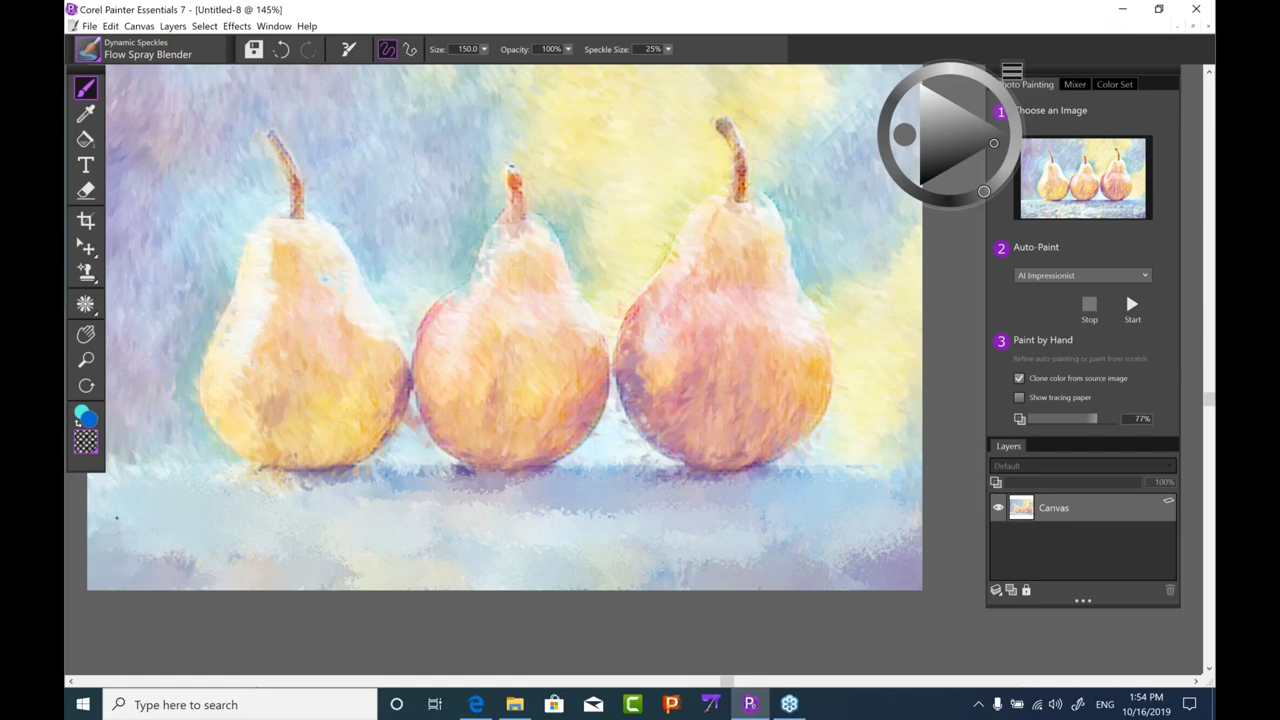 Corel Painter Essentials 7 - [Untitled-8 @ 145%]
File Edit Canvas Layers Select Effects Window Help
Dynamic Speckles
Flow Spray Blender
Size: 150.0 Opacity: 100% Speckle Size: 25%
Photo Painting Mixer Color Set
1 Choose an Image
2 Auto-Paint
AI Impressionist
Stop Start
3 Paint by Hand
Refine auto-painting or paint from scratch
Clone color from source image
Show tracing paper
77%
Layers
Default
100%
Canvas
Type here to search
ENG
1:54 PM
10/16/2019